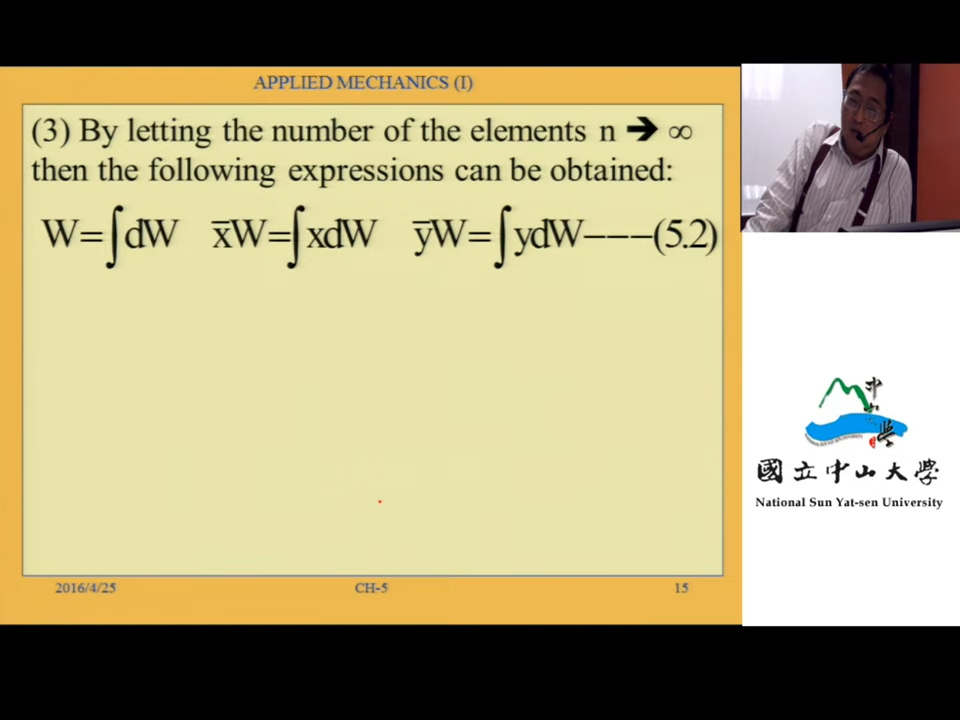 APPLIED MECHANICS (I)
(3) By letting the number of the elements n ➔ ∞
then the following expressions can be obtained:
W=∫dW x̅W=∫xdW y̅W=∫ydW−−−(5.2)
2016/4/25 CH-5 15
國立中山大學
National Sun Yat-sen University